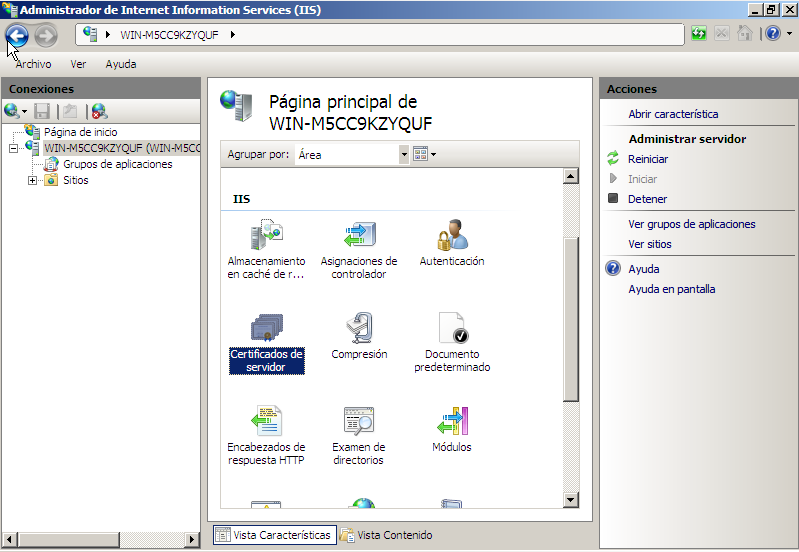 Administrador de Internet Information Services (IIS)
WIN-M5CC9KZYQUF
Archivo Ver Ayuda
Conexiones
Página de inicio
WIN-M5CC9KZYQUF (WIN-M5CC
Grupos de aplicaciones
Sitios
Página principal de
WIN-M5CC9KZYQUF
Agrupar por: Área
IIS
Almacenamiento
en caché de r...
Asignaciones de
controlador
Autenticación
Certificados de
servidor
Compresión
Documento
predeterminado
Encabezados de
respuesta HTTP
Examen de
directorios
Módulos
Vista Características
Vista Contenido
Acciones
Abrir característica
Administrar servidor
Reiniciar
Iniciar
Detener
Ver grupos de aplicaciones
Ver sitios
Ayuda
Ayuda en pantalla